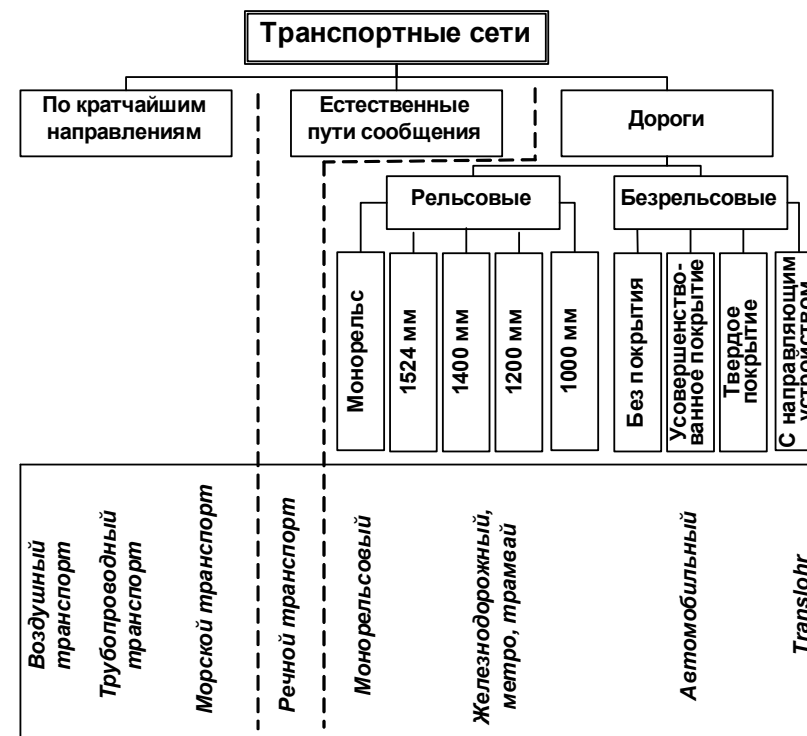 Транспортные сети
По кратчайшим
направлениям
Естественные
пути сообщения
Дороги
Рельсовые
Безрельсовые
Монорельс
1524 мм
1400 мм
1200 мм
1000 мм
Без покрытия
Усовершенство-
ванное покрытие
Твердое
покрытие
С направляющим
устройством
Воздушный
транспорт
Трубопроводный
транспорт
Морской транспорт
Речной транспорт
Монорельсовый
Железнодорожный,
метро, трамвай
Автомобильный
Translohr